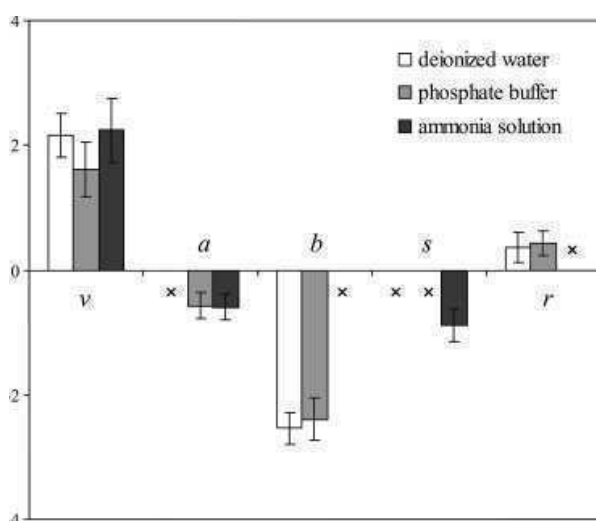 4
deionized water
phosphate buffer
ammonia solution
2
a b s
0
× × × × ×
v r
2
4